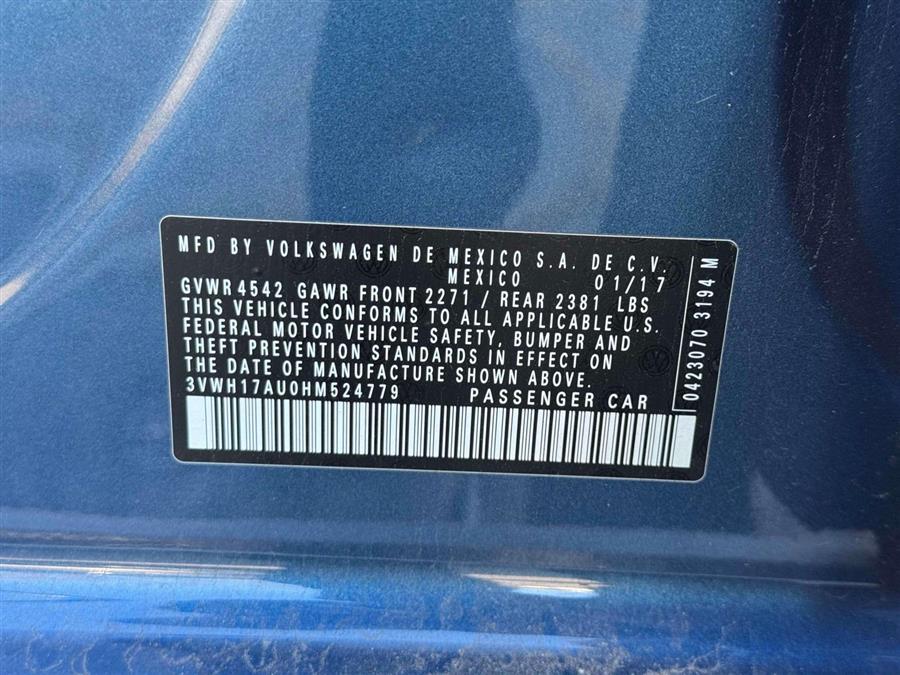 MFD BY VOLKSWAGEN DE MEXICO S.A. DE C.V.
MEXICO 01/17
GVWR 4542 GAWR FRONT 2271 / REAR 2381 LBS
THIS VEHICLE CONFORMS TO ALL APPLICABLE U.S.
FEDERAL MOTOR VEHICLE SAFETY, BUMPER AND
THEFT PREVENTION STANDARDS IN EFFECT ON
THE DATE OF MANUFACTURE SHOWN ABOVE.
3VWH17AU0HM524779 PASSENGER CAR
0423070 3194 M